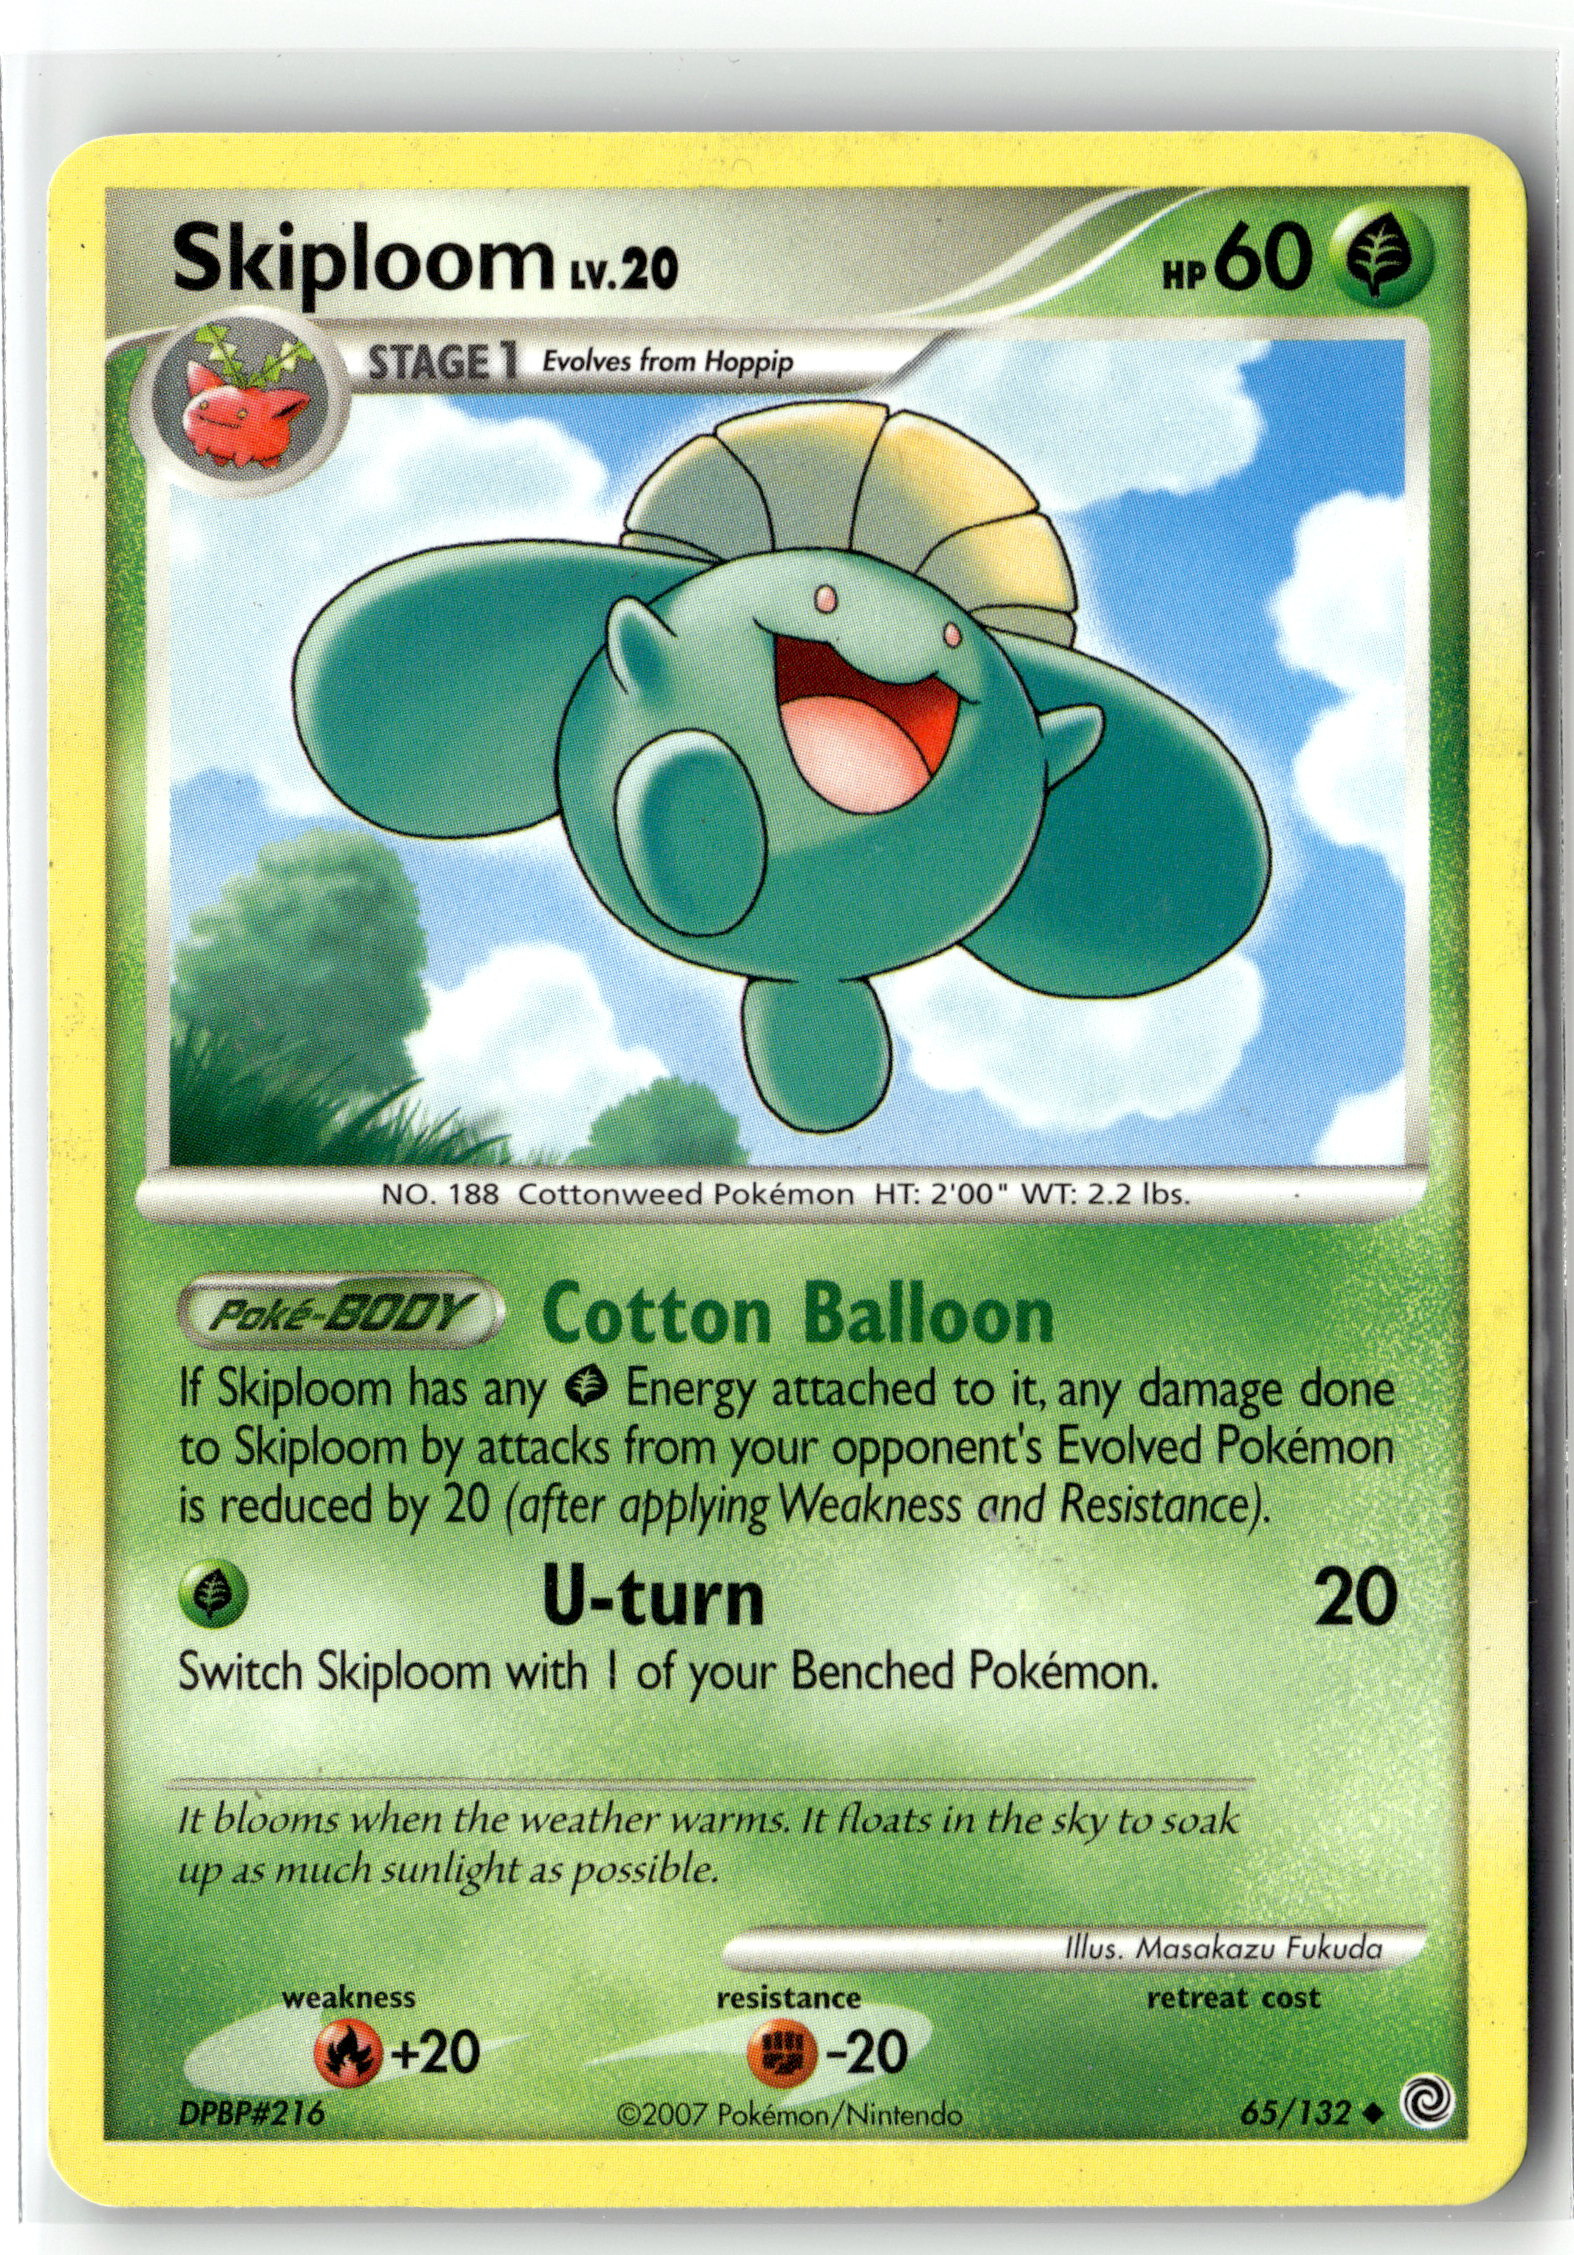 Skiploom LV.20 HP 60
STAGE 1 Evolves from Hoppip
NO. 188 Cottonweed Pokémon HT: 2'00" WT: 2.2 lbs.
Poké-BODY Cotton Balloon
If Skiploom has any Energy attached to it, any damage done
to Skiploom by attacks from your opponent's Evolved Pokémon
is reduced by 20 (after applying Weakness and Resistance).
U-turn 20
Switch Skiploom with 1 of your Benched Pokémon.
It blooms when the weather warms. It floats in the sky to soak
up as much sunlight as possible.
Illus. Masakazu Fukuda
weakness resistance retreat cost
+20 -20
DPBP#216 ©2007 Pokémon/Nintendo 65/132